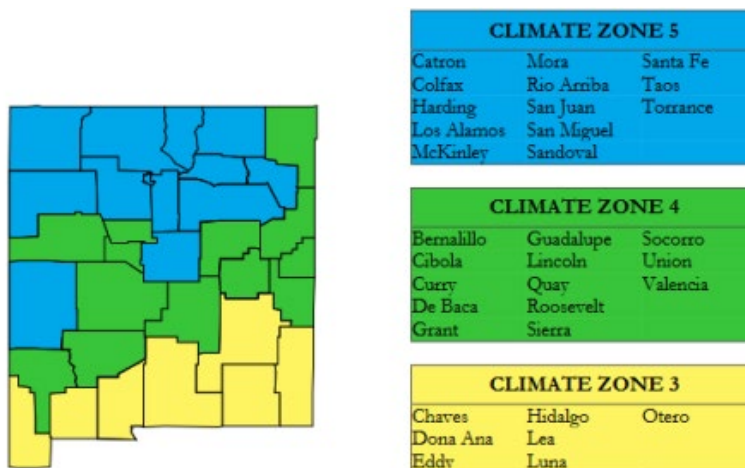 CLIMATE ZONE 5
Catron Mora Santa Fe
Colfax Rio Arriba Taos
Harding San Juan Torrance
Los Alamos San Miguel
McKinley Sandoval
CLIMATE ZONE 4
Bernalillo Guadalupe Socorro
Cibola Lincoln Union
Curry Quay Valencia
De Baca Roosevelt
Grant Sierra
CLIMATE ZONE 3
Chaves Hidalgo Otero
Dona Ana Lea
Eddy Luna